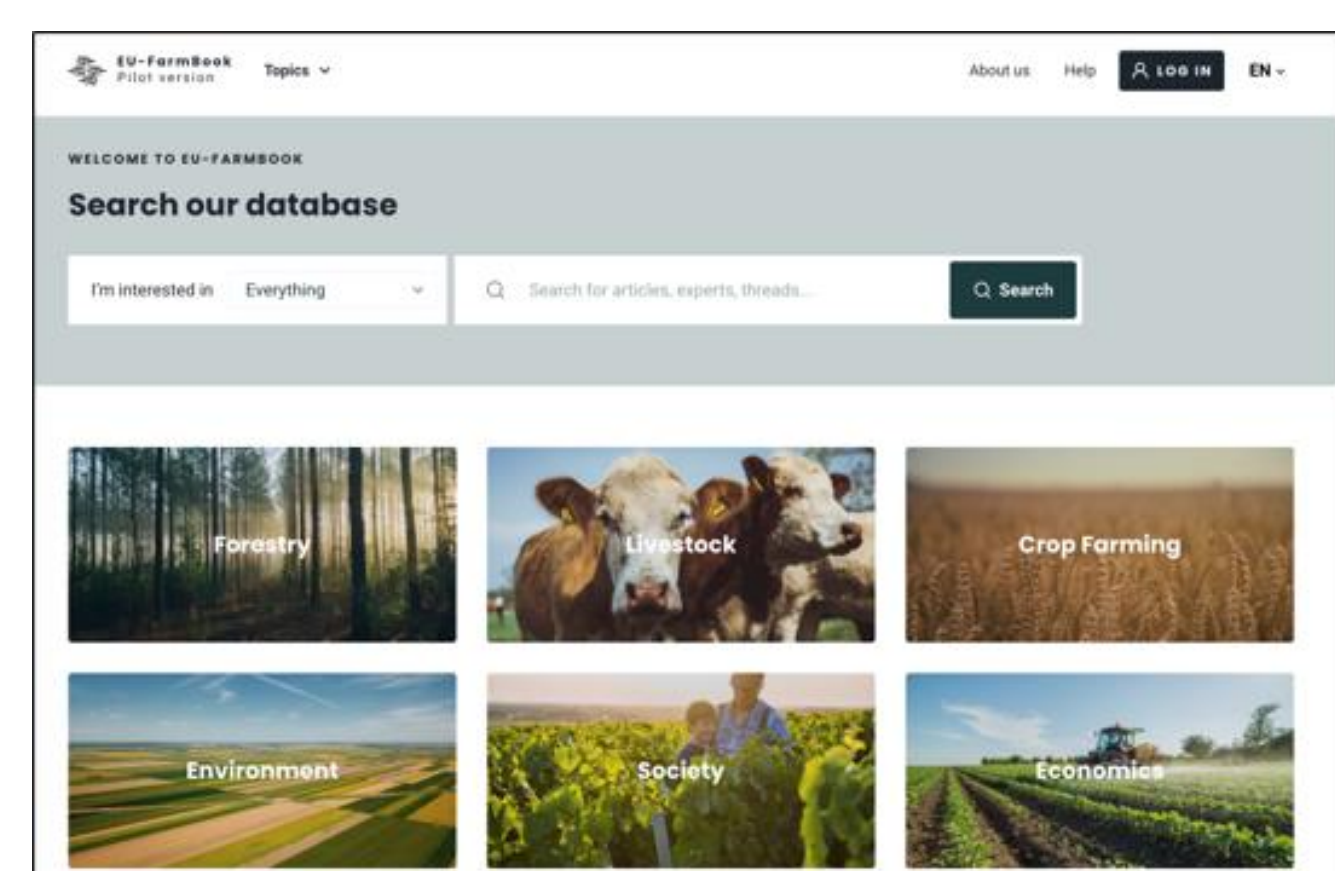 EU-FarmBook
Pilot version
Topics
About us
Help
LOG IN
EN
WELCOME TO EU-FARMBOOK
Search our database
I'm interested in
Everything
Search for articles, experts, threads...
Search
Forestry
Livestock
Crop Farming
Environment
Society
Economics